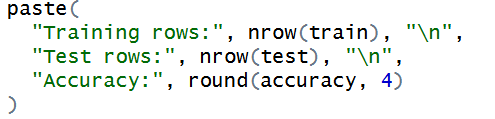 paste(
  "Training rows:", nrow(train), "\n",
  "Test rows:", nrow(test), "\n",
  "Accuracy:", round(accuracy, 4)
)